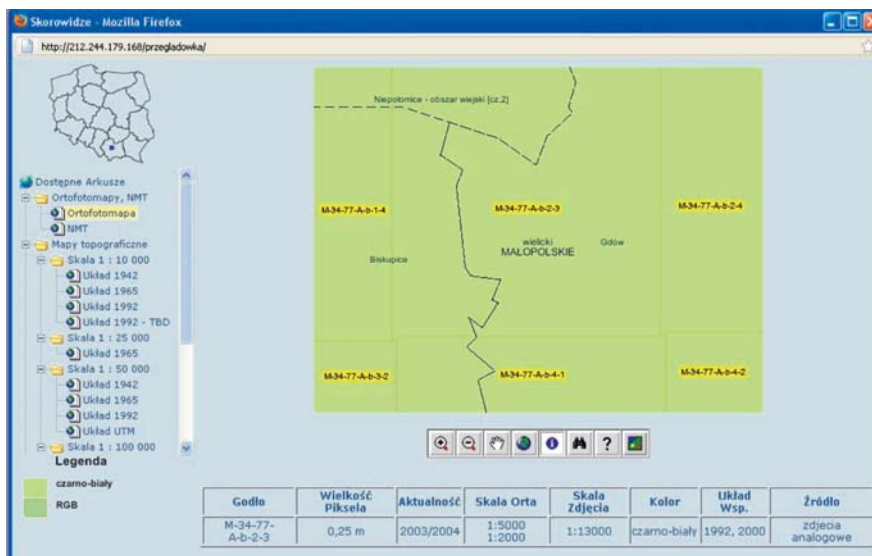 Skorowidze - Mozilla Firefox
http://212.244.179.168/przegladowka/
Dostępne Arkusze
Ortofotomapy, NMT
Ortofotomapa
NMT
Mapy topograficzne
Skala 1 : 10 000
Układ 1942
Układ 1965
Układ 1992
Układ 1992 - TBD
Skala 1 : 25 000
Układ 1965
Skala 1 : 50 000
Układ 1942
Układ 1965
Układ 1992
Układ UTM
Skala 1 : 100 000
Legenda
czarno-biały
RGB
Niepołomice - obszar wiejski [cz.2]
M-34-77-A-b-1-4
M-34-77-A-b-2-3
M-34-77-A-b-2-4
wielicki
MAŁOPOLSKIE
Gdów
Biskupice
M-34-77-A-b-3-2
M-34-77-A-b-4-1
M-34-77-A-b-4-2
Godło Wielkość Piksela Aktualność Skala Orta Skala Zdjęcia Kolor Układ Wsp. Źródło
M-34-77-A-b-2-3 0,25 m 2003/2004 1:5000 1:2000 1:13000 czarno-biały 1992, 2000 zdjecia analogowe